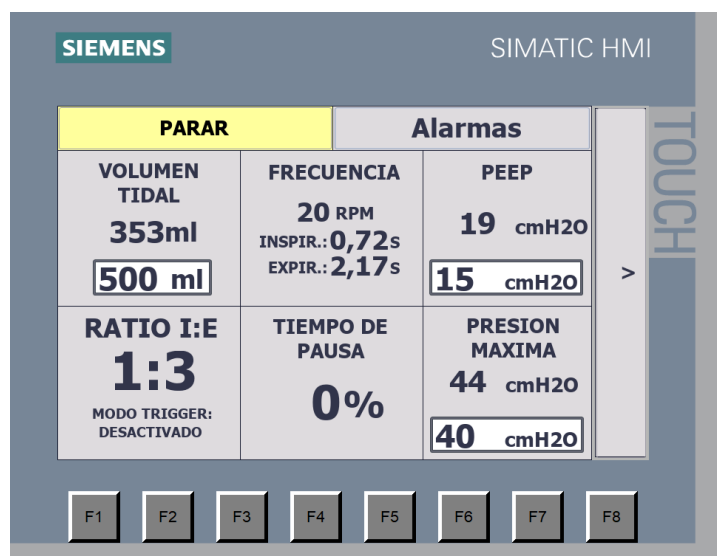 SIEMENS
SIMATIC HMI
TOUCH
PARAR
Alarmas
VOLUMEN
TIDAL
353ml
500 ml
FRECUENCIA
20 RPM
INSPIR.:0,72s
EXPIR.:2,17s
PEEP
19 cmH2O
15 cmH2O
>
RATIO I:E
1:3
MODO TRIGGER:
DESACTIVADO
TIEMPO DE
PAUSA
0%
PRESION
MAXIMA
44 cmH2O
40 cmH2O
F1
F2
F3
F4
F5
F6
F7
F8